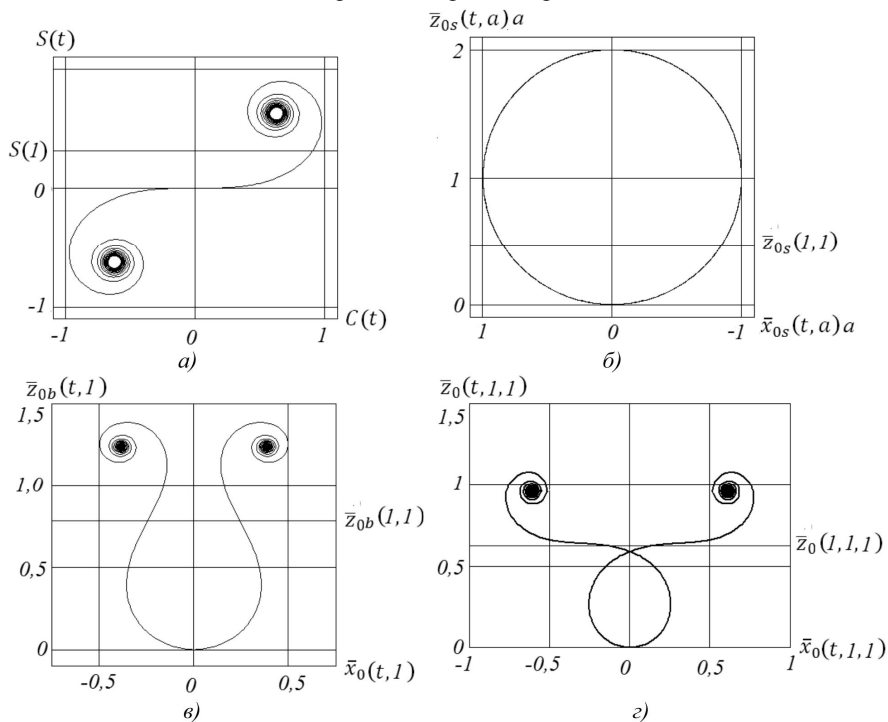 S(t)
S(1)
0
-1
-1
0
1
C(t)
а)
z̅₀ₛ(t,a)a
2
1
0
z̅₀ₛ(1,1)
1
0
-1
x̅₀ₛ(t,a)a
б)
z̅₀b(t,1)
1,5
1,0
0,5
0
z̅₀b(1,1)
-0,5
0
0,5
x̅₀(t,1)
в)
z̅₀(t,1,1)
1,5
1
0,5
0
z̅₀(1,1,1)
-1
-0,5
0
0,5
1
x̅₀(t,1,1)
г)